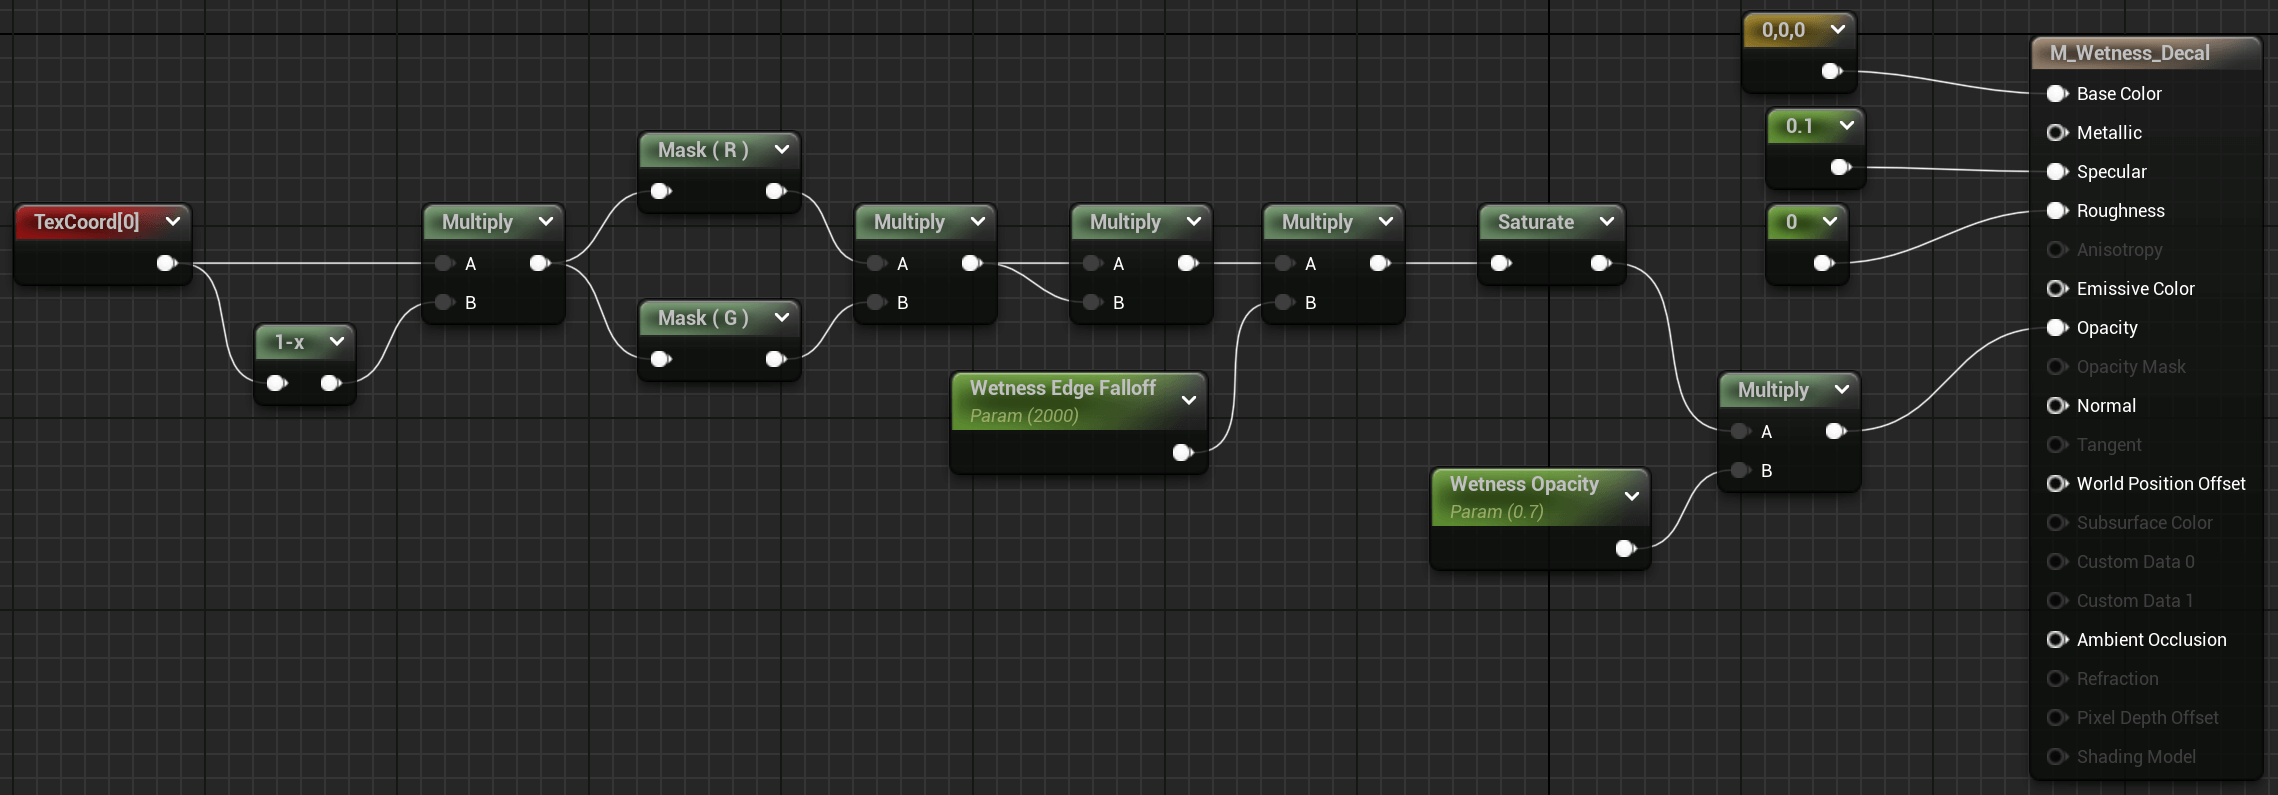 TexCoord[0]
1-x
Multiply
A
B
Mask ( R )
Mask ( G )
Multiply
A
B
Multiply
A
B
Wetness Edge Falloff
Param (2000)
Multiply
A
B
Saturate
Wetness Opacity
Param (0.7)
Multiply
A
B
0,0,0
0.1
0
M_Wetness_Decal
Base Color
Metallic
Specular
Roughness
Anisotropy
Emissive Color
Opacity
Opacity Mask
Normal
Tangent
World Position Offset
Subsurface Color
Custom Data 0
Custom Data 1
Ambient Occlusion
Refraction
Pixel Depth Offset
Shading Model